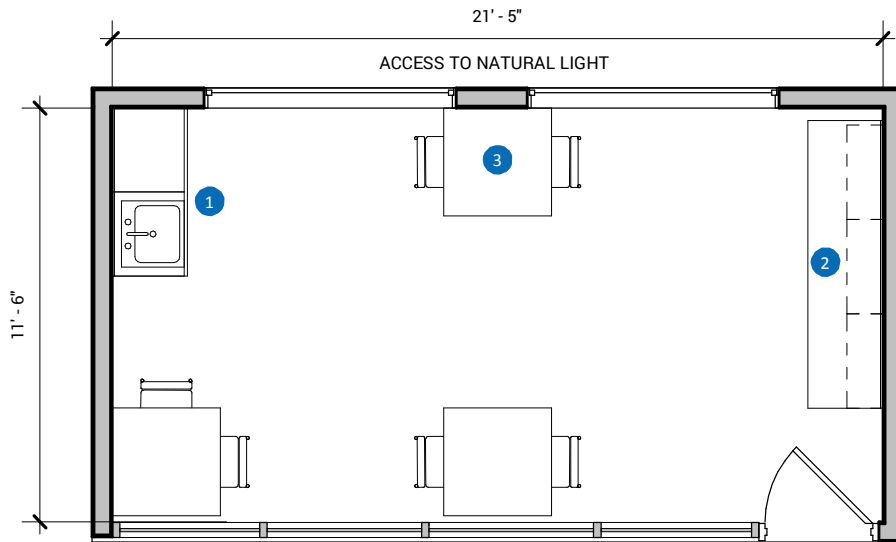 21' - 5"
ACCESS TO NATURAL LIGHT
3
1
2
11' - 6"